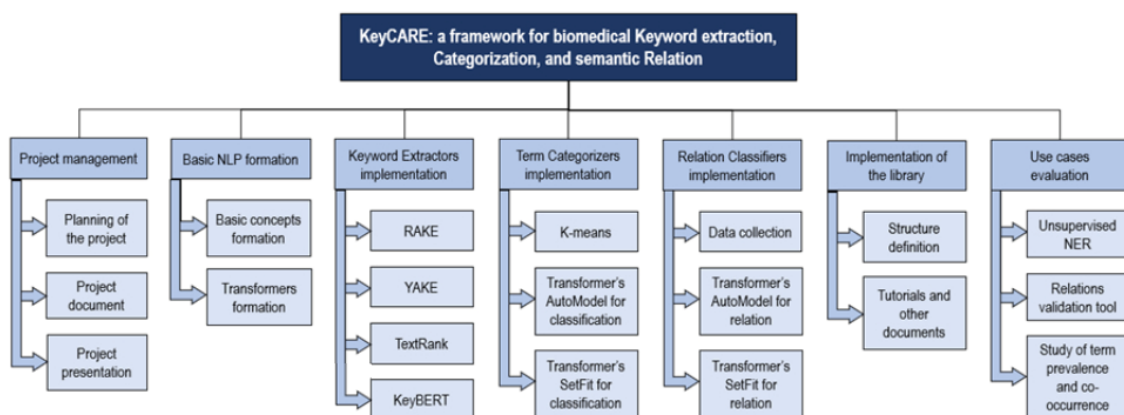 KeyCARE: a framework for biomedical Keyword extraction,
Categorization, and semantic Relation
Project management
Planning of
the project
Project
document
Project
presentation
Basic NLP formation
Basic concepts
formation
Transformers
formation
Keyword Extractors
implementation
RAKE
YAKE
TextRank
KeyBERT
Term Categorizers
implementation
K-means
Transformer's
AutoModel for
classification
Transformer's
SetFit for
classification
Relation Classifiers
implementation
Data collection
Transformer's
AutoModel for
relation
Transformer's
SetFit for
relation
Implementation of
the library
Structure
definition
Tutorials and
other
documents
Use cases
evaluation
Unsupervised
NER
Relations
validation tool
Study of term
prevalence
and co-
occurrence